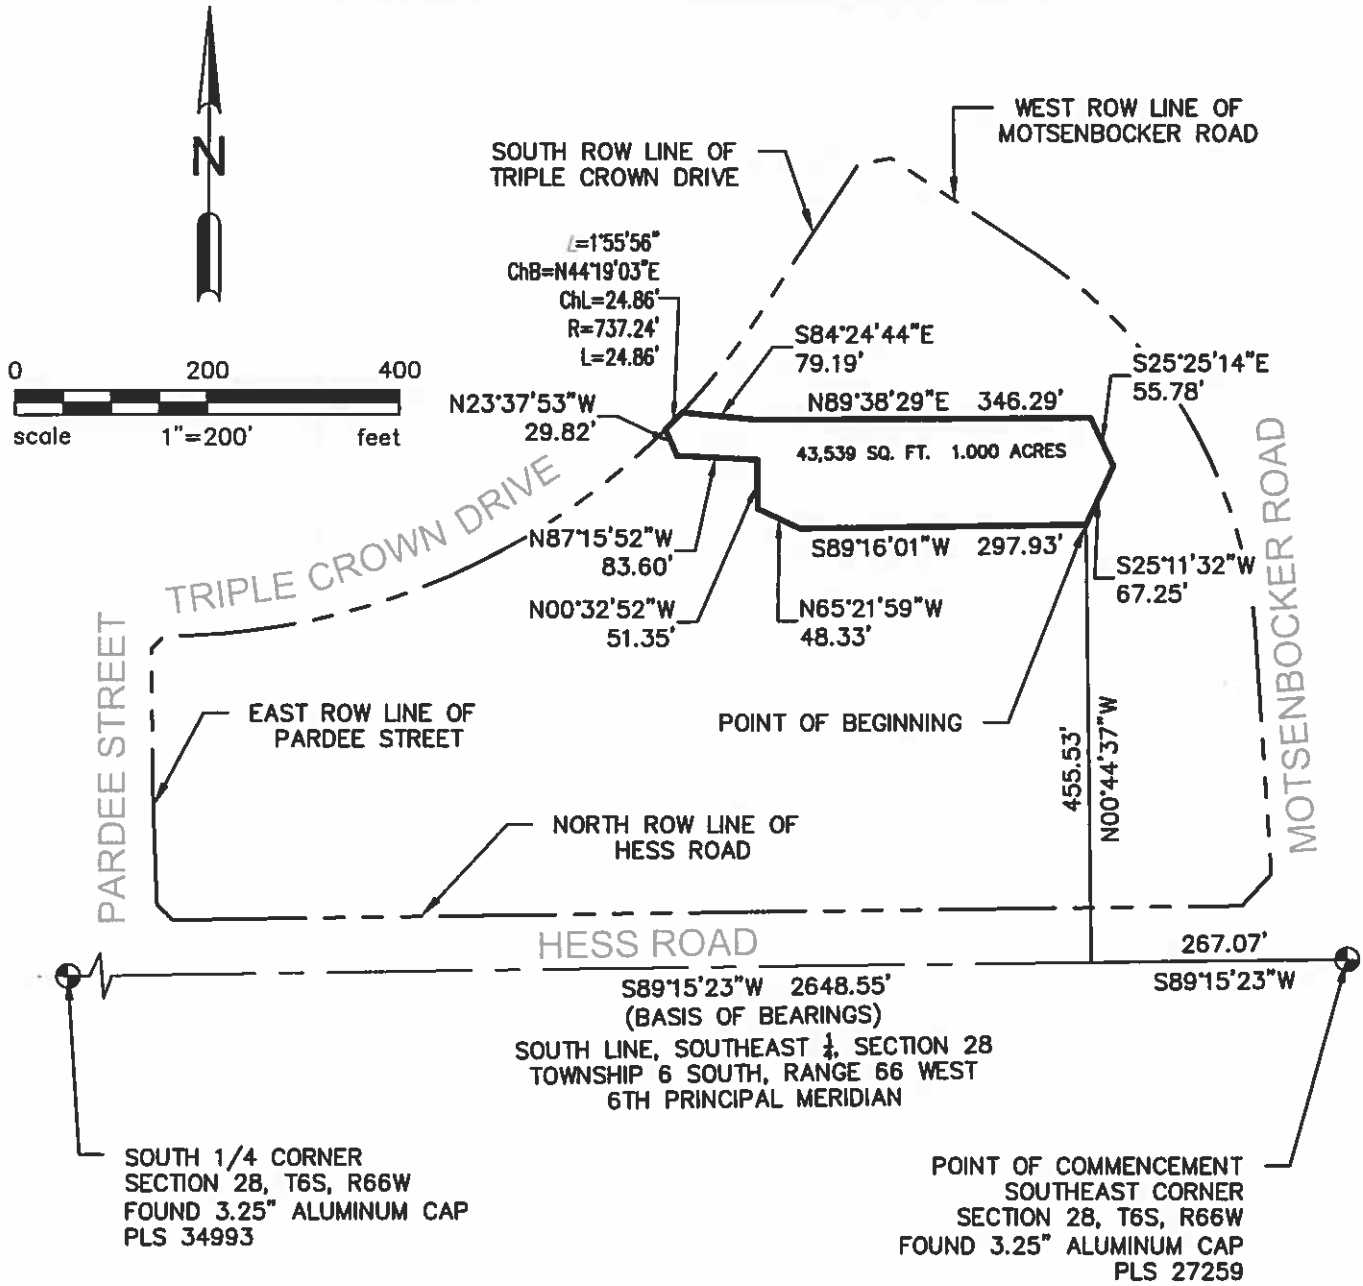 N
WEST ROW LINE OF
MOTSENBOCKER ROAD
SOUTH ROW LINE OF
TRIPLE CROWN DRIVE
L=1°55'56"
ChB=N44°19'03"E
ChL=24.86'
R=737.24'
L=24.86'
S84°24'44"E
79.19'
S25°25'14"E
55.78'
0 200 400
scale 1"=200' feet
N23°37'53"W
29.82'
N89°38'29"E 346.29'
43,539 SQ. FT. 1.000 ACRES
TRIPLE CROWN DRIVE
N87°15'52"W
83.60'
S89°16'01"W 297.93'
S25°11'32"W
67.25'
N00°32'52"W
51.35'
N65°21'59"W
48.33'
MOTSENBOCKER ROAD
PARDEE STREET
EAST ROW LINE OF
PARDEE STREET
POINT OF BEGINNING
455.53'
N00°44'37"W
NORTH ROW LINE OF
HESS ROAD
HESS ROAD
267.07'
S89°15'23"W
S89°15'23"W 2648.55'
(BASIS OF BEARINGS)
SOUTH LINE, SOUTHEAST ¼, SECTION 28
TOWNSHIP 6 SOUTH, RANGE 66 WEST
6TH PRINCIPAL MERIDIAN
SOUTH 1/4 CORNER
SECTION 28, T6S, R66W
FOUND 3.25" ALUMINUM CAP
PLS 34993
POINT OF COMMENCEMENT
SOUTHEAST CORNER
SECTION 28, T6S, R66W
FOUND 3.25" ALUMINUM CAP
PLS 27259